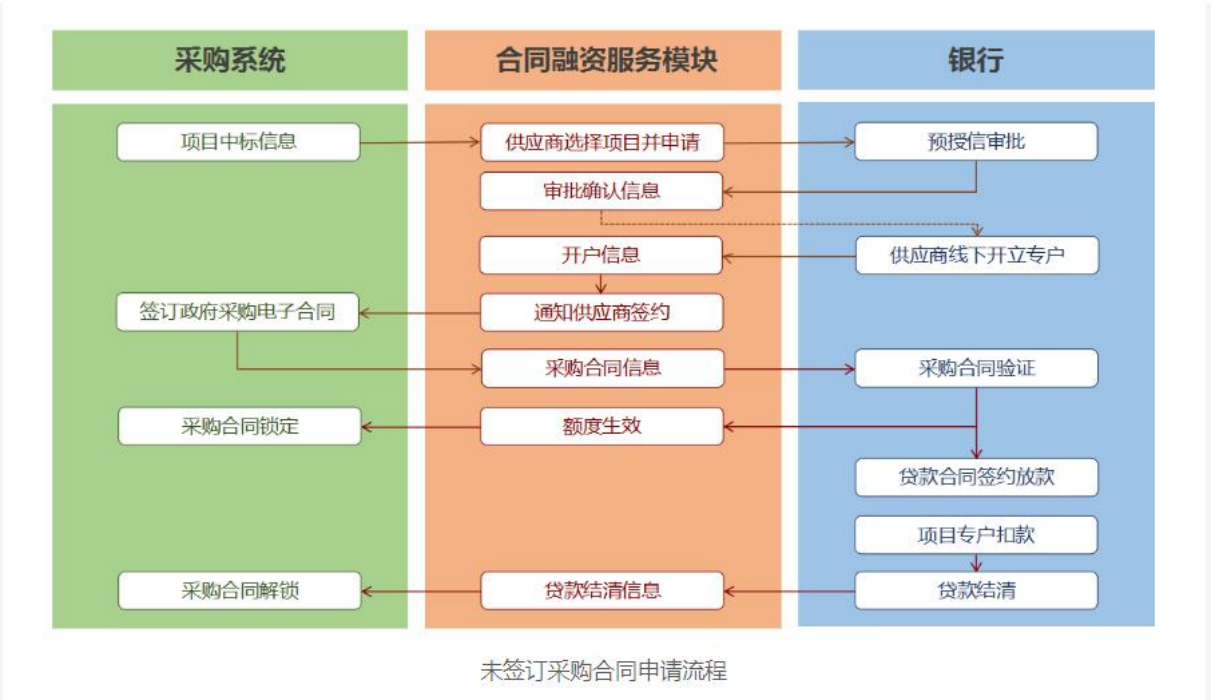 采购系统
合同融资服务模块
银行
项目中标信息
供应商选择项目并申请
预授信审批
审批确认信息
开户信息
供应商线下开立专户
签订政府采购电子合同
通知供应商签约
采购合同信息
采购合同验证
采购合同锁定
额度生效
贷款合同签约放款
项目专户扣款
采购合同解锁
贷款结清信息
贷款结清
未签订采购合同申请流程